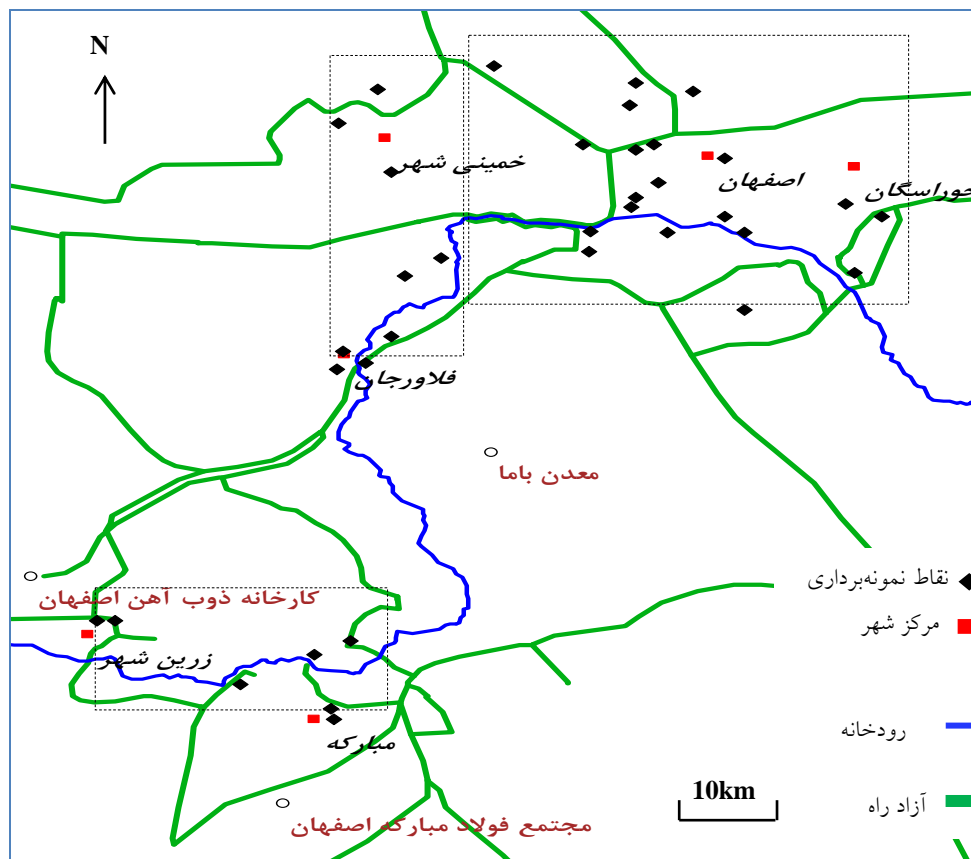 N
خمینی شهر
اصفهان
خوراسگان
فلاورجان
معدن باما
نقاط نمونه‌برداری
کارخانه ذوب آهن اصفهان
مرکز شهر
زرین شهر
رودخانه
مبارکه
10km
آزاد راه
مجتمع فولاد مبارکه اصفهان